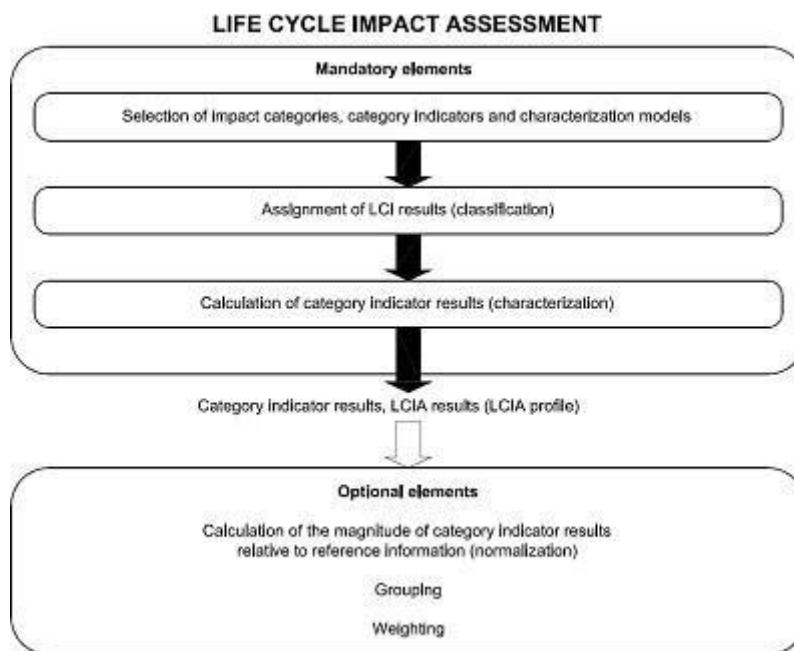 LIFE CYCLE IMPACT ASSESSMENT
Mandatory elements
Selection of impact categories, category indicators and characterization models
Assignment of LCI results (classification)
Calculation of category indicator results (characterization)
Category indicator results, LCIA results (LCIA profile)
Optional elements
Calculation of the magnitude of category indicator results
relative to reference information (normalization)
Grouping
Weighting